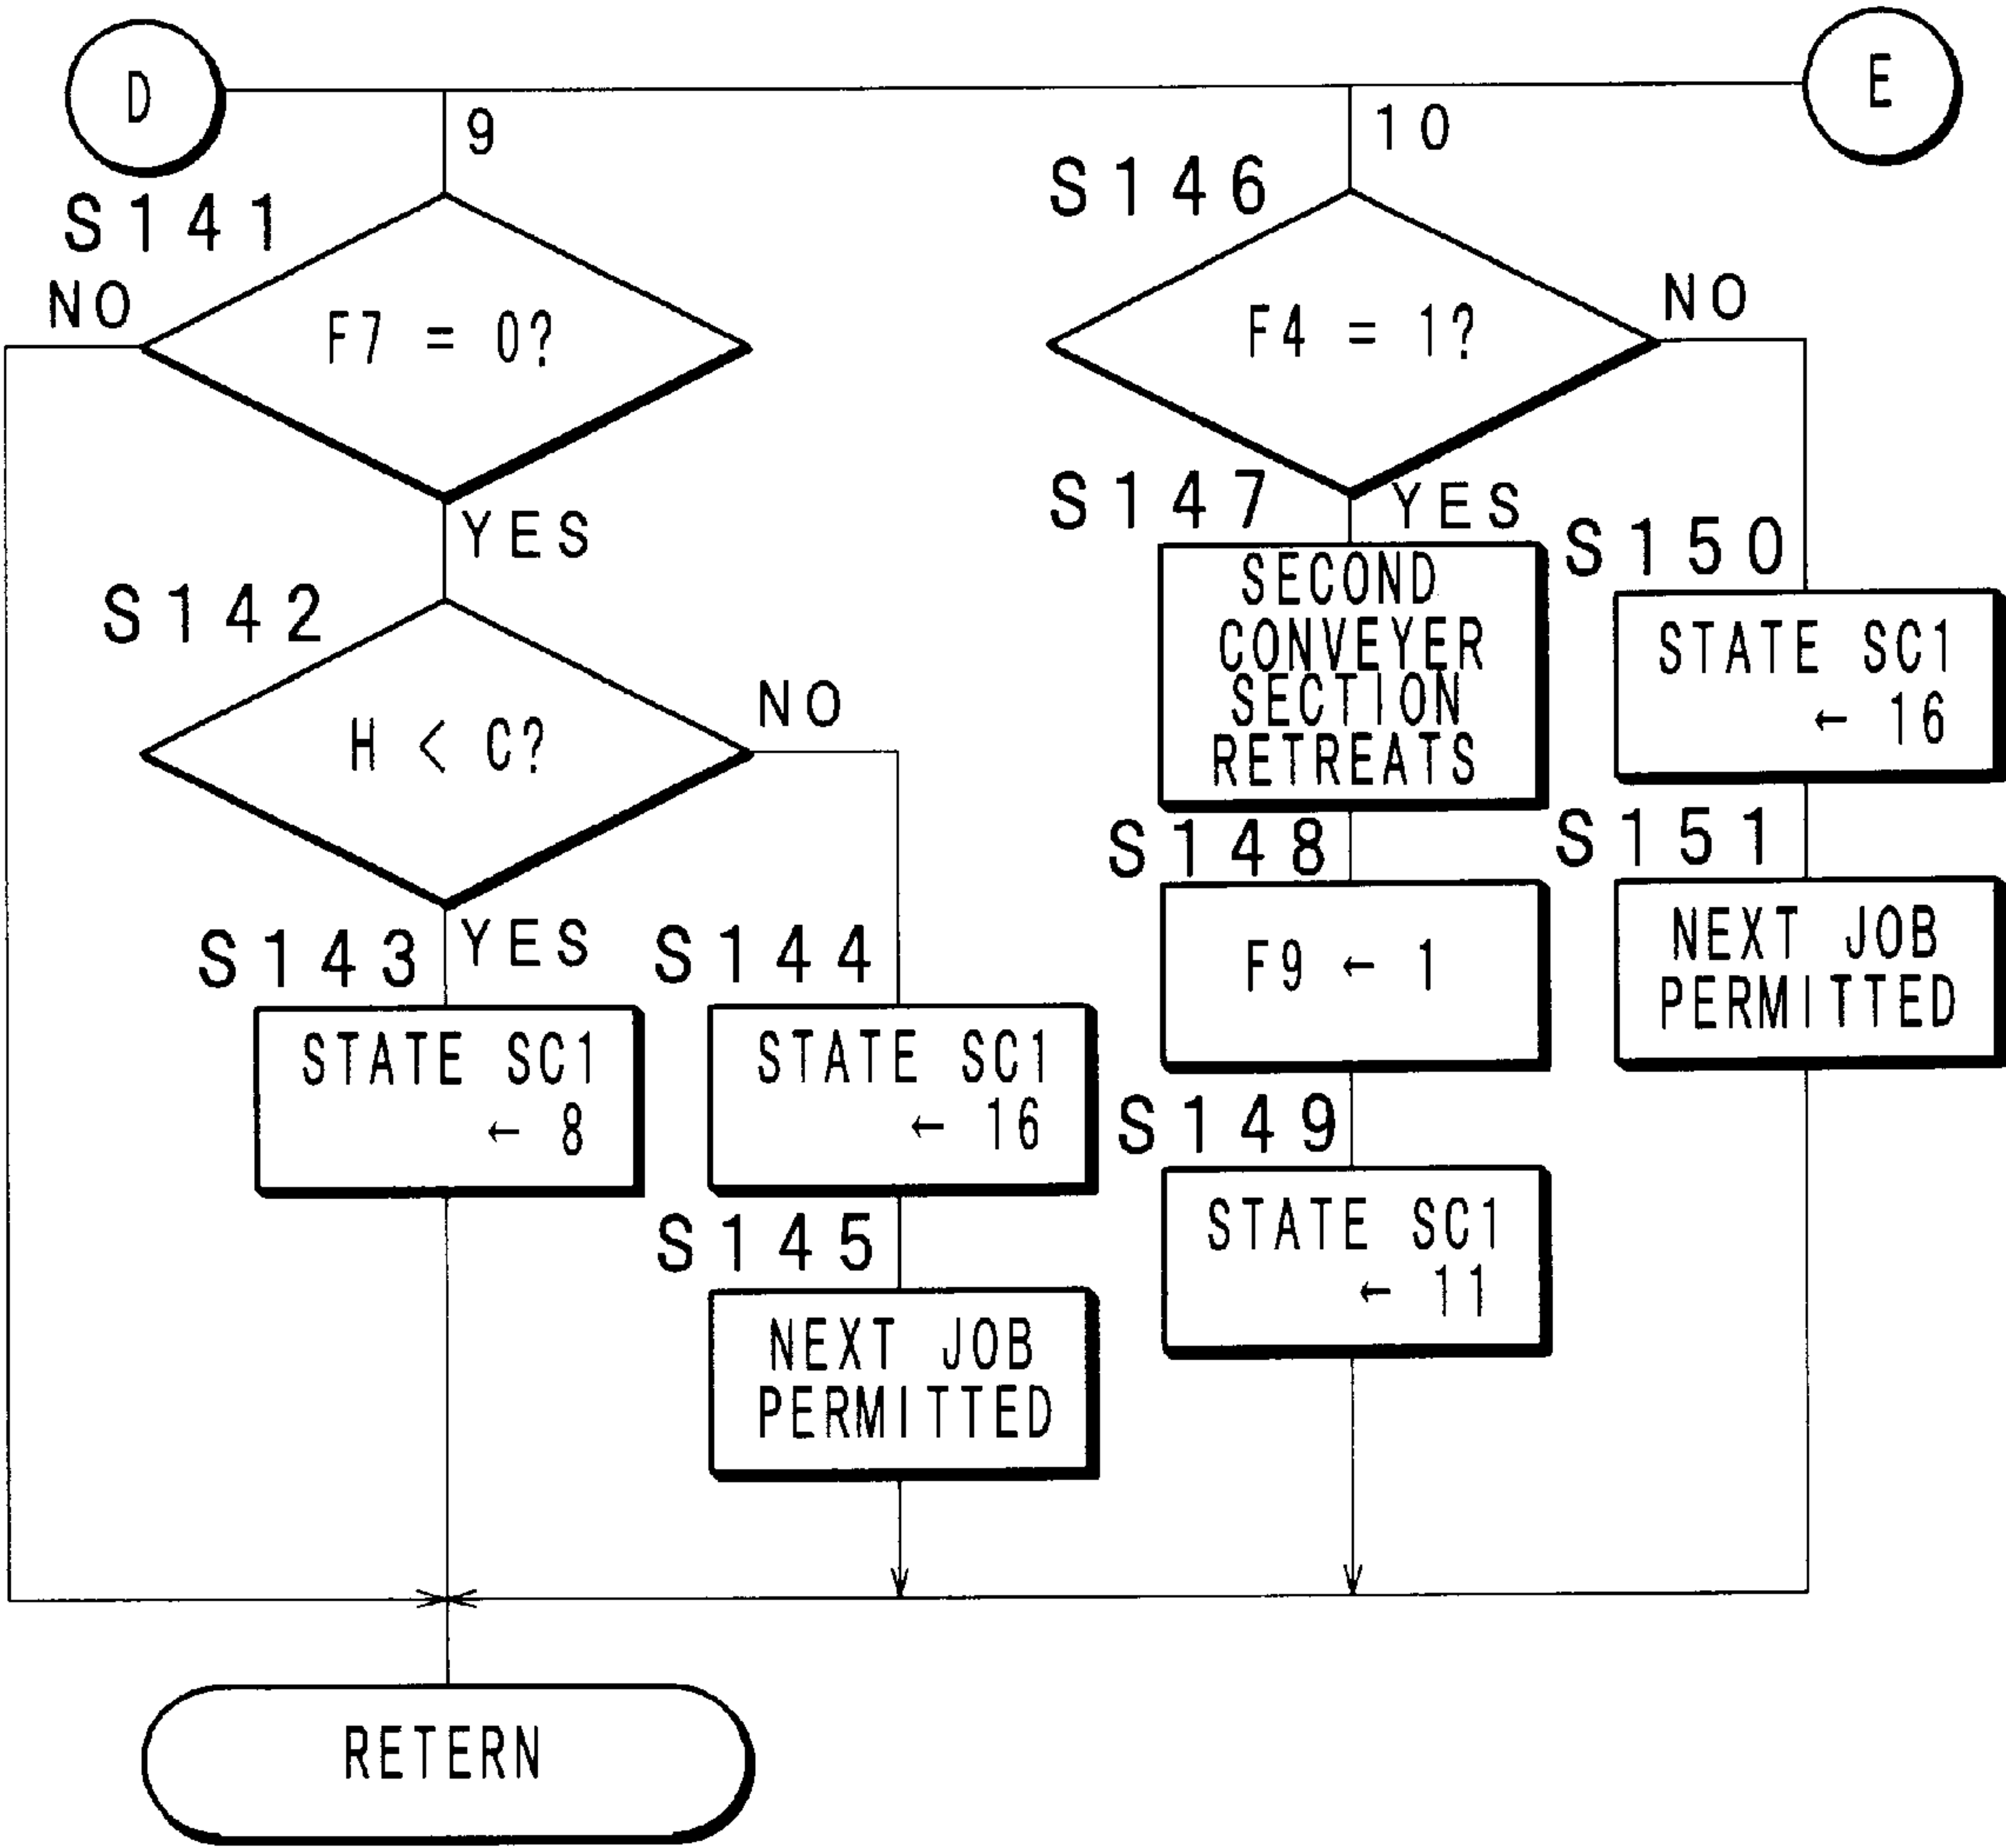 D
E
9
10
S141
NO
F7 = 0?
YES
S142
H < C?
NO
YES
S143
STATE SC1
← 8
S144
STATE SC1
← 16
S145
NEXT JOB
PERMITTED
S146
F4 = 1?
NO
YES
S147
SECOND
CONVEYER
SECTION
RETREATS
S148
F9 ← 1
S149
STATE SC1
← 11
S150
STATE SC1
← 16
S151
NEXT JOB
PERMITTED
RETERN